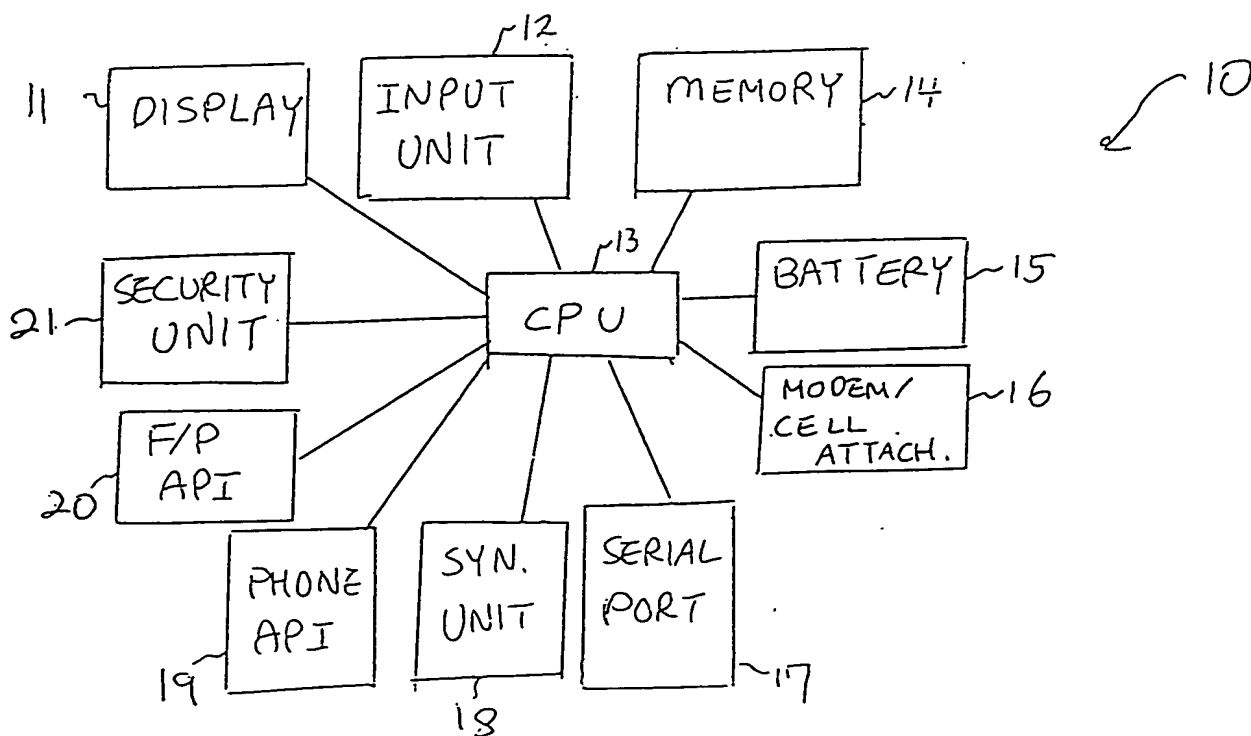 12
10
11
DISPLAY
INPUT
UNIT
MEMORY
14
13
CPU
SECURITY
UNIT
21
BATTERY
15
MODEM/
CELL
ATTACH.
16
F/P
API
20
PHONE
API
19
SYN.
UNIT
18
SERIAL
PORT
17